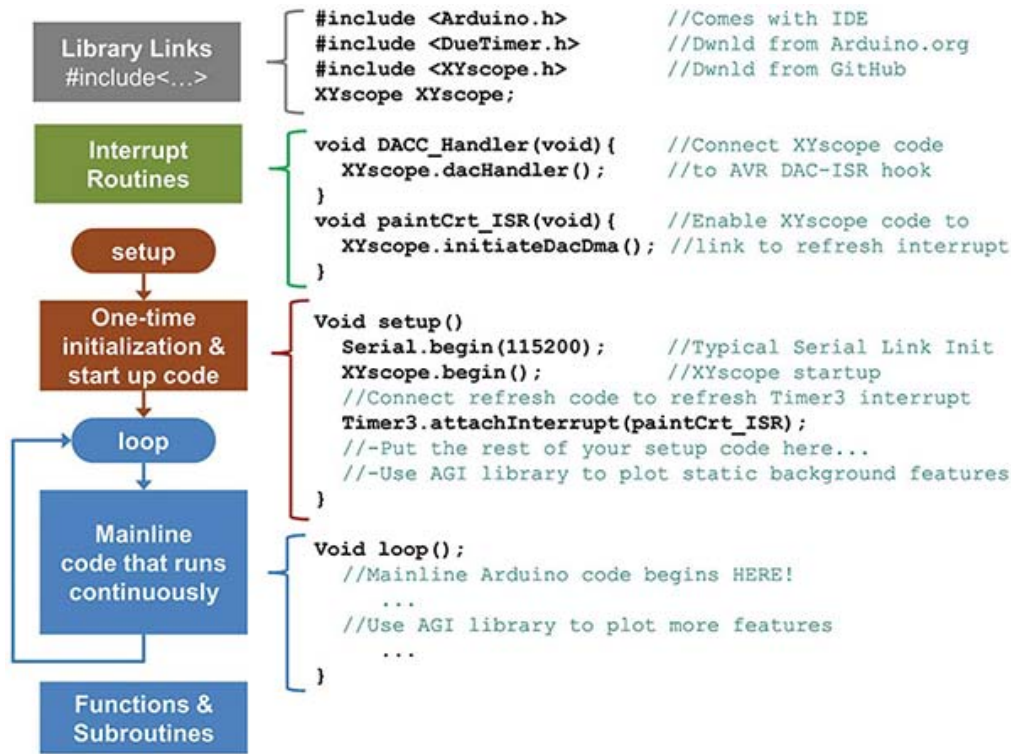 Library Links
#include<...>
#include <Arduino.h> //Comes with IDE
#include <DueTimer.h> //Dwnld from Arduino.org
#include <XYscope.h> //Dwnld from GitHub
XYscope XYscope;
Interrupt
Routines
void DACC_Handler(void){ //Connect XYscope code
XYscope.dacHandler(); //to AVR DAC-ISR hook
}
void paintCrt_ISR(void){ //Enable XYscope code to
XYscope.initiateDacDma(); //link to refresh interrupt
}
setup
One-time
initialization &
start up code
Void setup()
Serial.begin(115200); //Typical Serial Link Init
XYscope.begin(); //XYscope startup
//Connect refresh code to refresh Timer3 interrupt
Timer3.attachInterrupt(paintCrt_ISR);
//-Put the rest of your setup code here...
//-Use AGI library to plot static background features
}
loop
Mainline
code that runs
continuously
Void loop();
//Mainline Arduino code begins HERE!
...
//Use AGI library to plot more features
...
}
Functions &
Subroutines